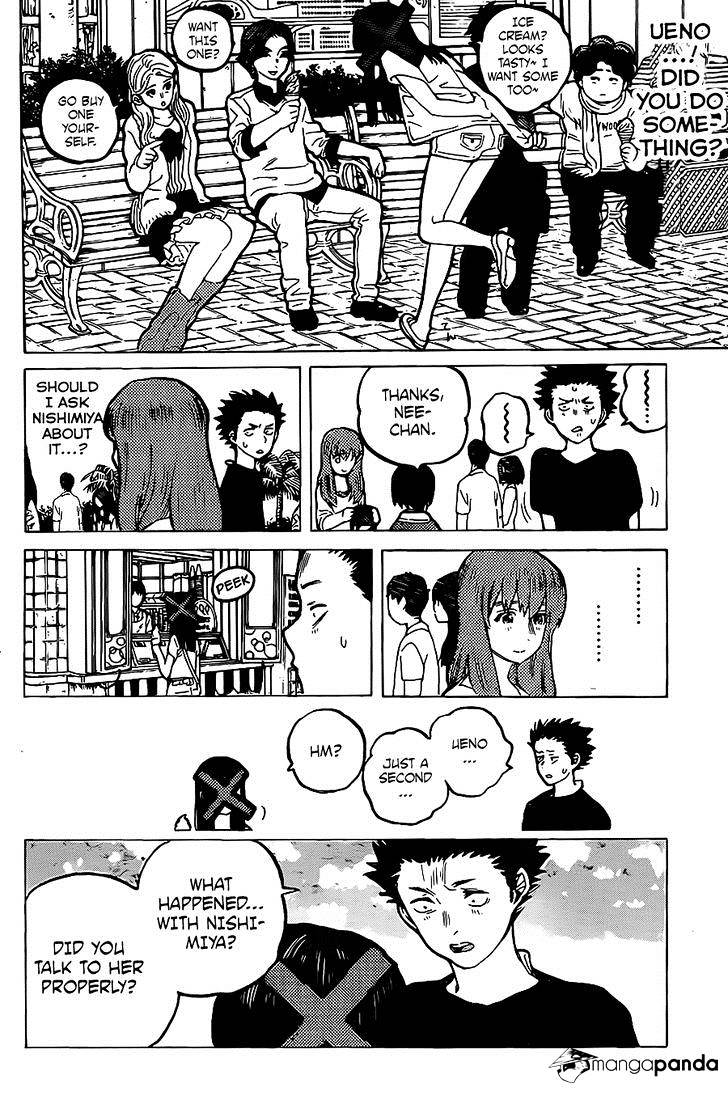 UENO
.....
DID
YOU DO
SOME-
THING?
ICE
CREAM?
LOOKS
TASTY~ I
WANT SOME
TOO~
WANT
THIS
ONE?
GO BUY
ONE
YOUR-
SELF.
THANKS,
NEE-
CHAN.
SHOULD
I ASK
NISHIMIYA
ABOUT
IT...?
PEEK
UENO
...
JUST A
SECOND
...
HM?
WHAT
HAPPENED...
WITH NISHI-
MIYA?
DID YOU
TALK TO HER
PROPERLY?
mangapanda